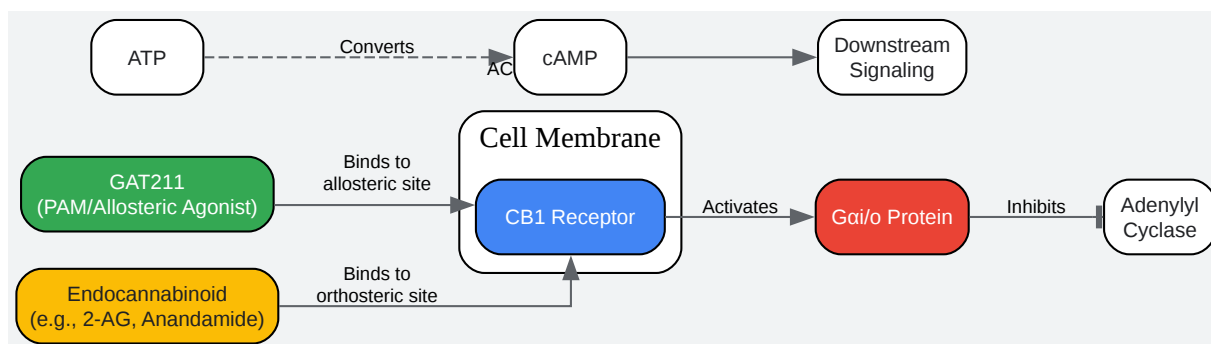 ATP
Converts
AC
cAMP
Downstream
Signaling
Cell Membrane
GAT211
(PAM/Allosteric Agonist)
Binds to
allosteric site
CB1 Receptor
Activates
Gαi/o Protein
Inhibits
Adenylyl
Cyclase
Endocannabinoid
(e.g., 2-AG, Anandamide)
Binds to
orthosteric site